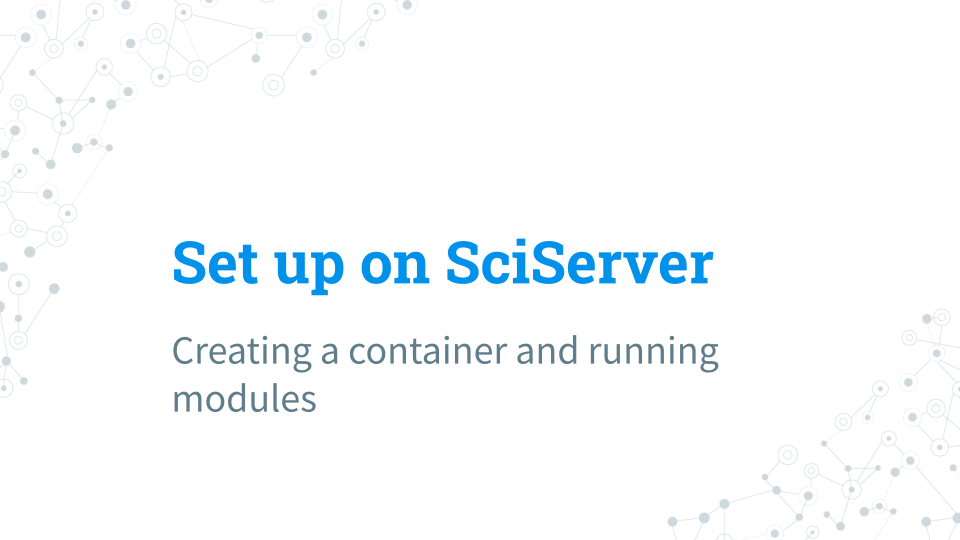 Set up on SciServer
Creating a container and running
modules